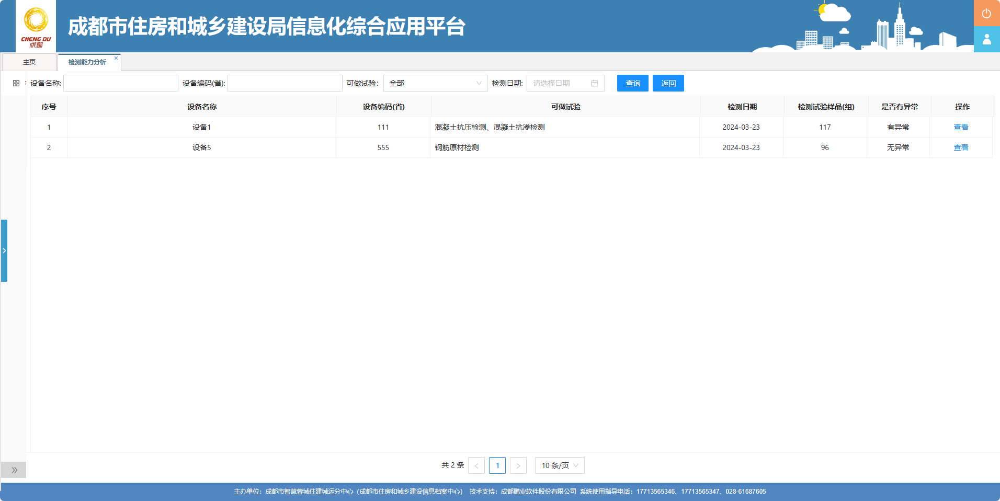 CHENG DU
成都
成都市住房和城乡建设局信息化综合应用平台
主页
检测能力分析
设备名称: 设备编码(省): 可做试验: 全部 检测日期: 请选择日期 查询 返回
序号 设备名称 设备编码(省) 可做试验 检测日期 检测试验样品(组) 是否有异常 操作
1 设备1 111 混凝土抗压检测、混凝土抗渗检测 2024-03-23 117 有异常 查看
2 设备5 555 钢筋原材检测 2024-03-23 96 无异常 查看
共 2 条 < 1 > 10 条/页
主办单位：成都市智慧蓉城住建城运分中心（成都市住房和城乡建设信息档案中心） 技术支持：成都鹏业软件股份有限公司 系统使用指导电话：17713565346、17713565347、028-61687605